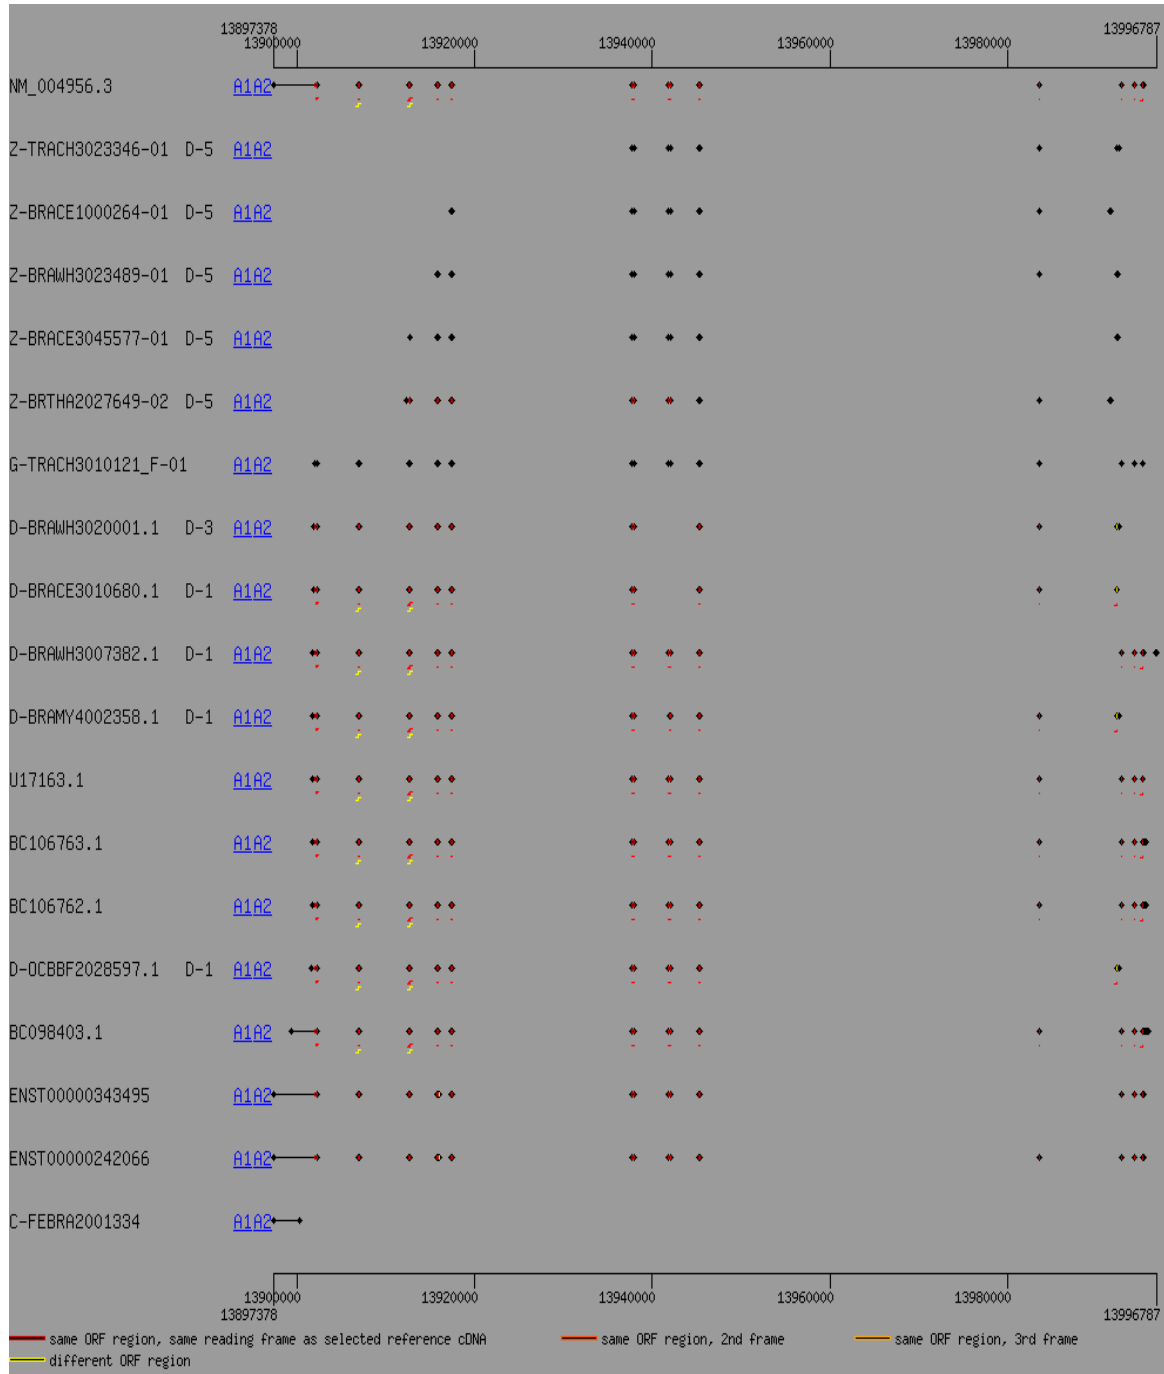 13897378 13996787
13900000 13920000 13940000 13960000 13980000
NM_004956.3 A1A2
Z-TRACH3023346-01 D-5 A1A2
Z-BRACE1000264-01 D-5 A1A2
Z-BRAWH3023489-01 D-5 A1A2
Z-BRACE3045577-01 D-5 A1A2
Z-BRTHA2027649-02 D-5 A1A2
G-TRACH3010121_F-01 A1A2
D-BRAWH3020001.1 D-3 A1A2
D-BRACE3010680.1 D-1 A1A2
D-BRAWH3007382.1 D-1 A1A2
D-BRAMY4002358.1 D-1 A1A2
U17163.1 A1A2
BC106763.1 A1A2
BC106762.1 A1A2
D-OCBBF2028597.1 D-1 A1A2
BC098403.1 A1A2
ENST00000343495 A1A2
ENST00000242066 A1A2
C-FEBRA2001334 A1A2
13900000 13920000 13940000 13960000 13980000
13897378 13996787
same ORF region, same reading frame as selected reference cDNA same ORF region, 2nd frame same ORF region, 3rd frame
different ORF region